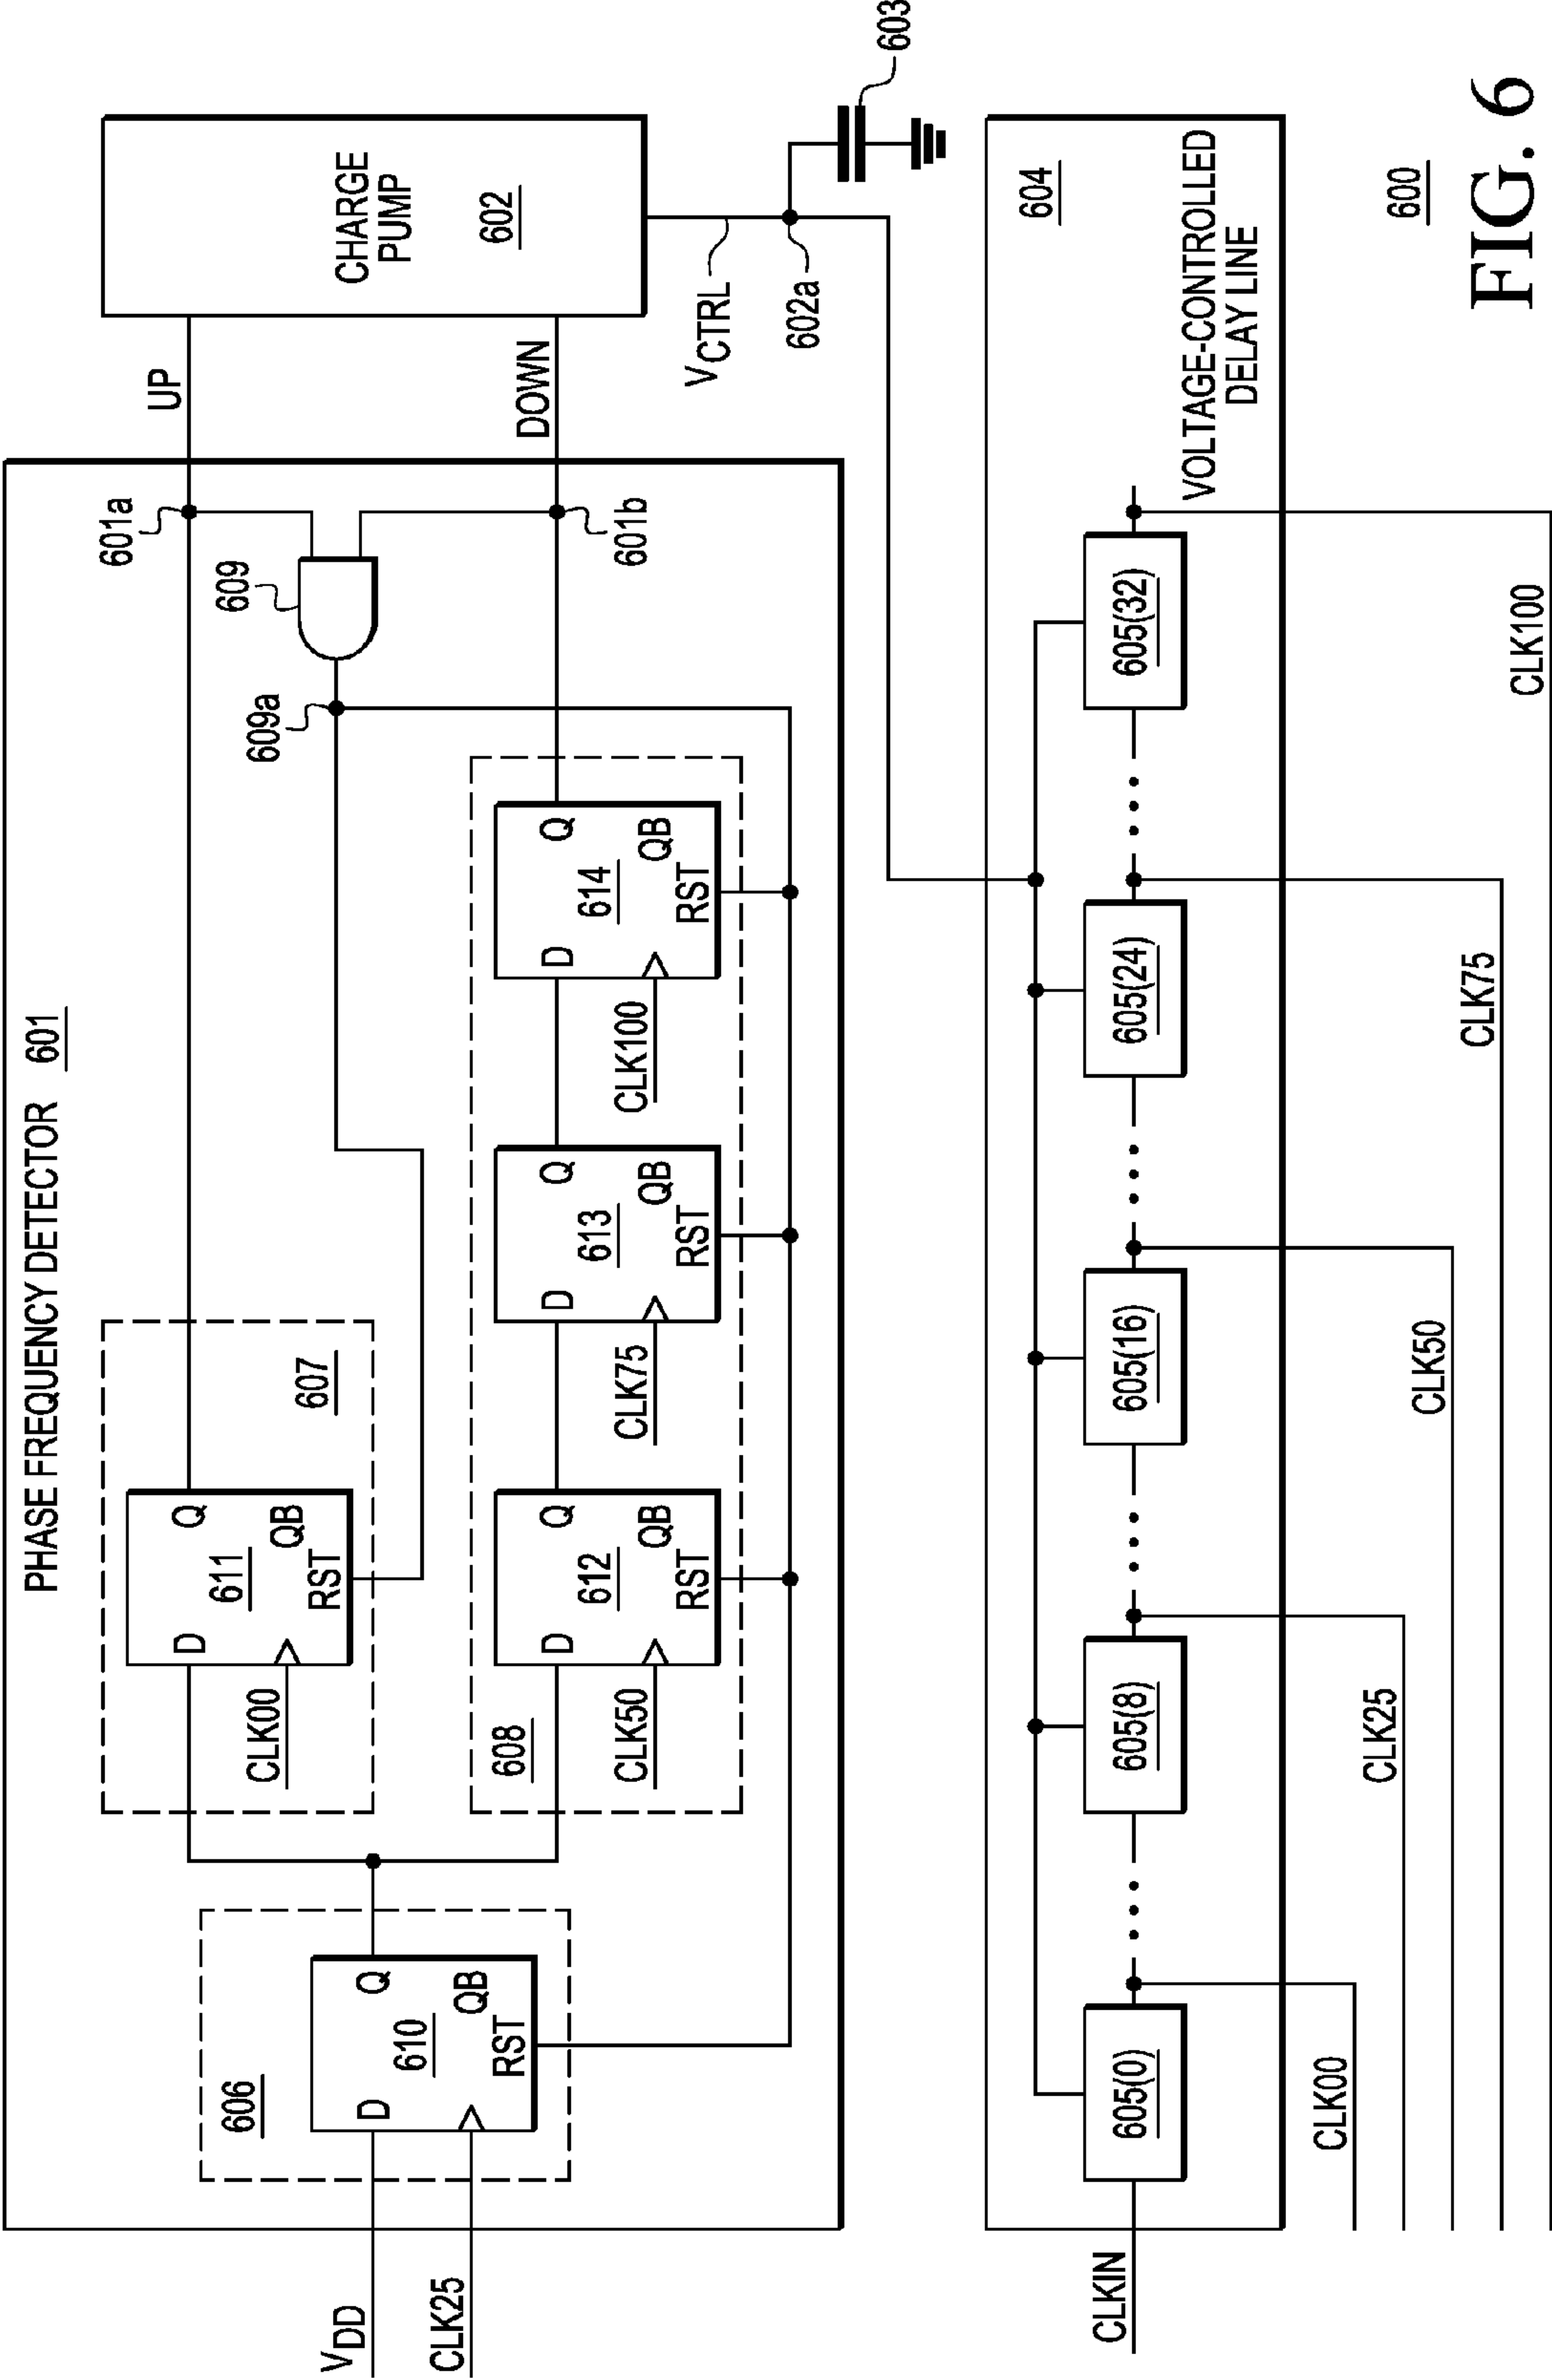 PHASE FREQUENCY DETECTOR 601
606
V DD
CLK25
D
Q
610
QB
RST
607
D
Q
611
CLK00
QB
RST
608
D
Q
612
CLK50
QB
RST
D
Q
613
CLK75
QB
RST
D
Q
614
CLK100
QB
RST
609
609a
601a
601b
UP
DOWN
CHARGE
PUMP
602
VCTRL
602a
603
604
VOLTAGE-CONTROLLED
DELAY LINE
CLKIN
605(0)
605(8)
605(16)
605(24)
605(32)
CLK00
CLK25
CLK50
CLK75
CLK100
600
FIG. 6